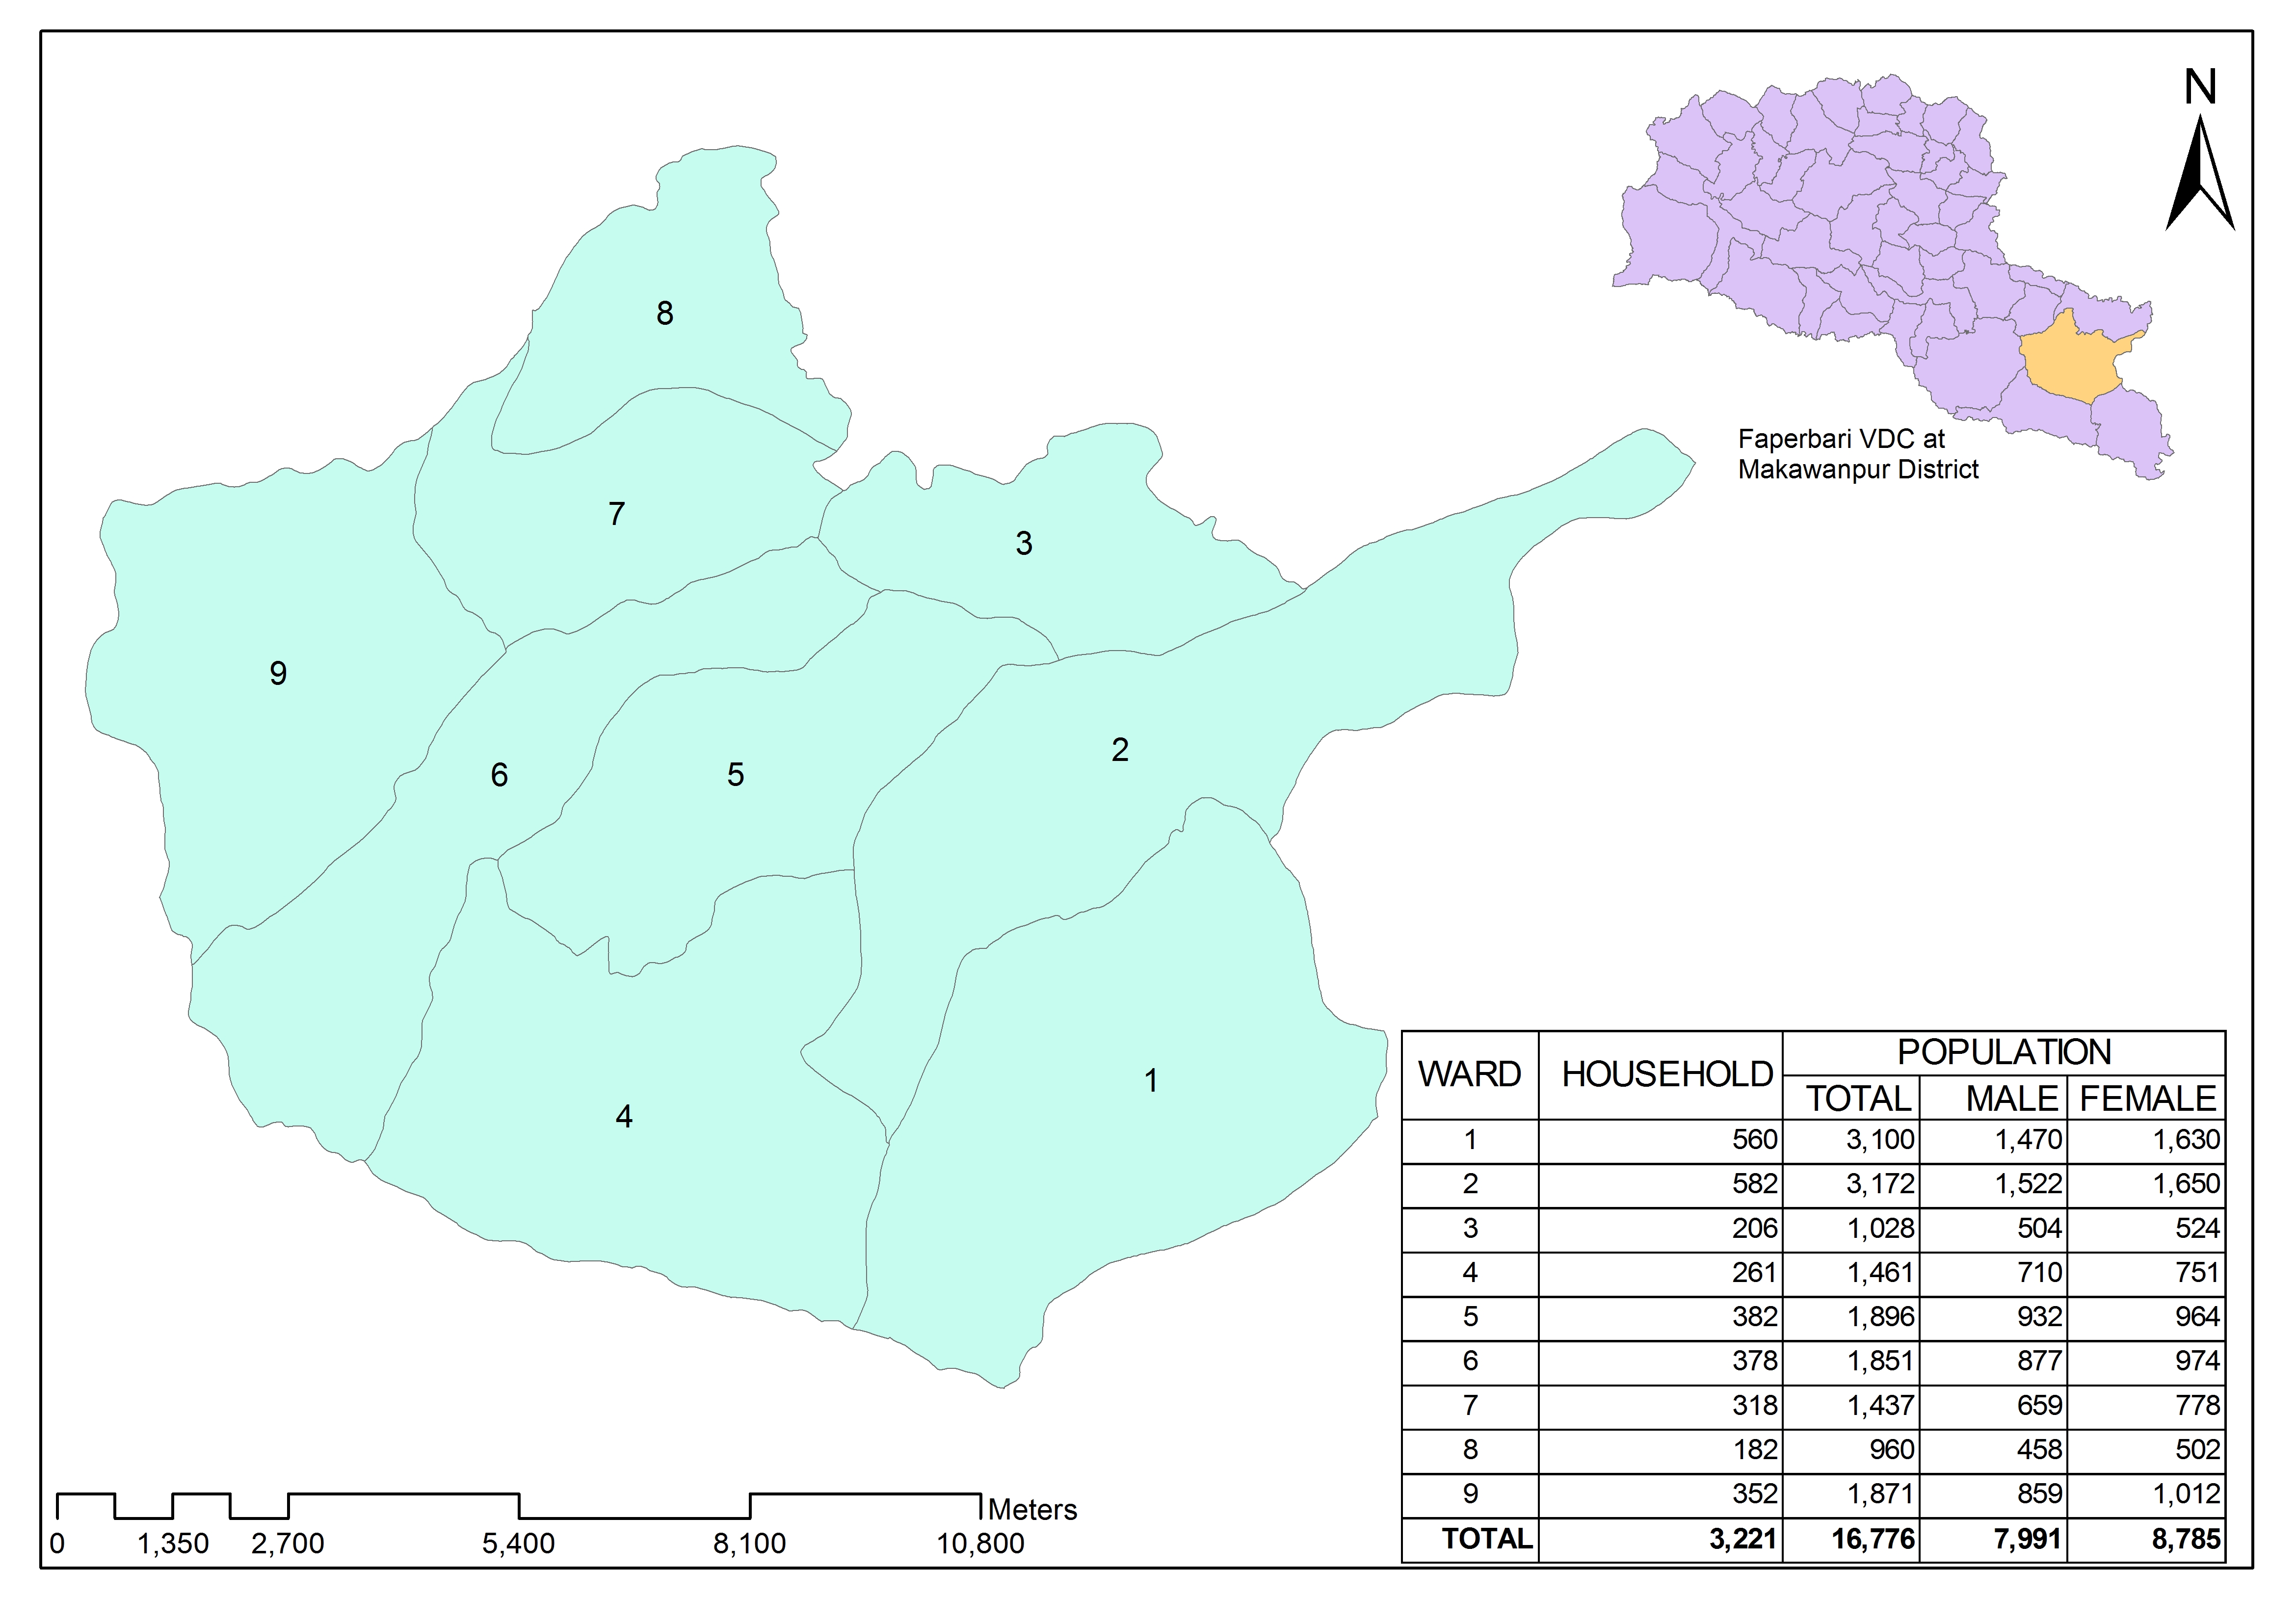 N
8
Faperbari VDC at
Makawanpur District
7
3
9
2
6
5
1
4
WARD HOUSEHOLD POPULATION
TOTAL MALE FEMALE
1 560 3,100 1,470 1,630
2 582 3,172 1,522 1,650
3 206 1,028 504 524
4 261 1,461 710 751
5 382 1,896 932 964
6 378 1,851 877 974
7 318 1,437 659 778
8 182 960 458 502
9 352 1,871 859 1,012
TOTAL 3,221 16,776 7,991 8,785
Meters
0 1,350 2,700 5,400 8,100 10,800